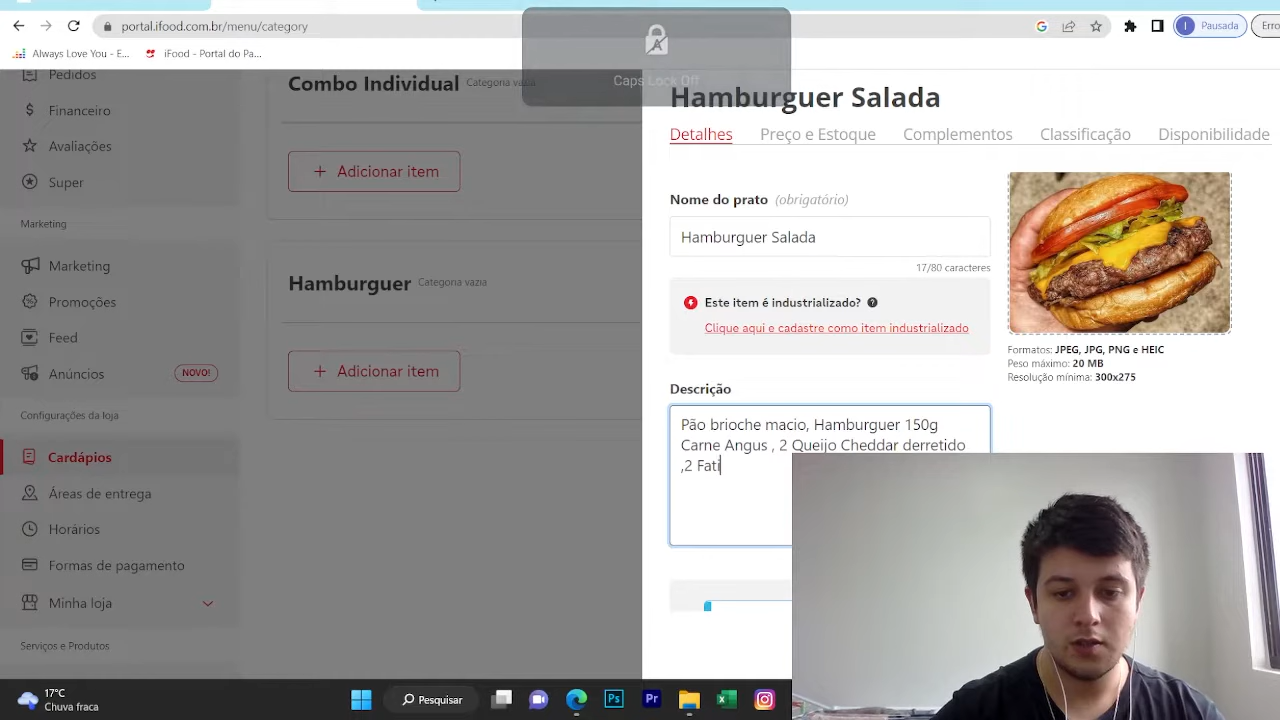 portal.ifood.com.br/menu/category
Pausada
Erro
Always Love You - E...
iFood - Portal do Pa...
Caps Lock Off
Pedidos
Financeiro
Avaliações
Super
Marketing
Marketing
Promoções
Feed
Anúncios
NOVO!
Configurações da loja
Cardápios
Áreas de entrega
Horários
Formas de pagamento
Minha loja
Serviços e Produtos
Combo Individual
Categoria vazia
+ Adicionar item
Hamburguer
Categoria vazia
+ Adicionar item
Hamburguer Salada
Detalhes
Preço e Estoque
Complementos
Classificação
Disponibilidade
Nome do prato (obrigatório)
Hamburguer Salada
17/80 caracteres
Este item é industrializado?
Clique aqui e cadastre como item industrializado
Formatos: JPEG, JPG, PNG e HEIC
Peso máximo: 20 MB
Resolução mínima: 300x275
Descrição
Pão brioche macio, Hamburguer 150g
Carne Angus , 2 Queijo Cheddar derretido
,2 Fati
17°C
Chuva fraca
Pesquisar
Ps
Pr